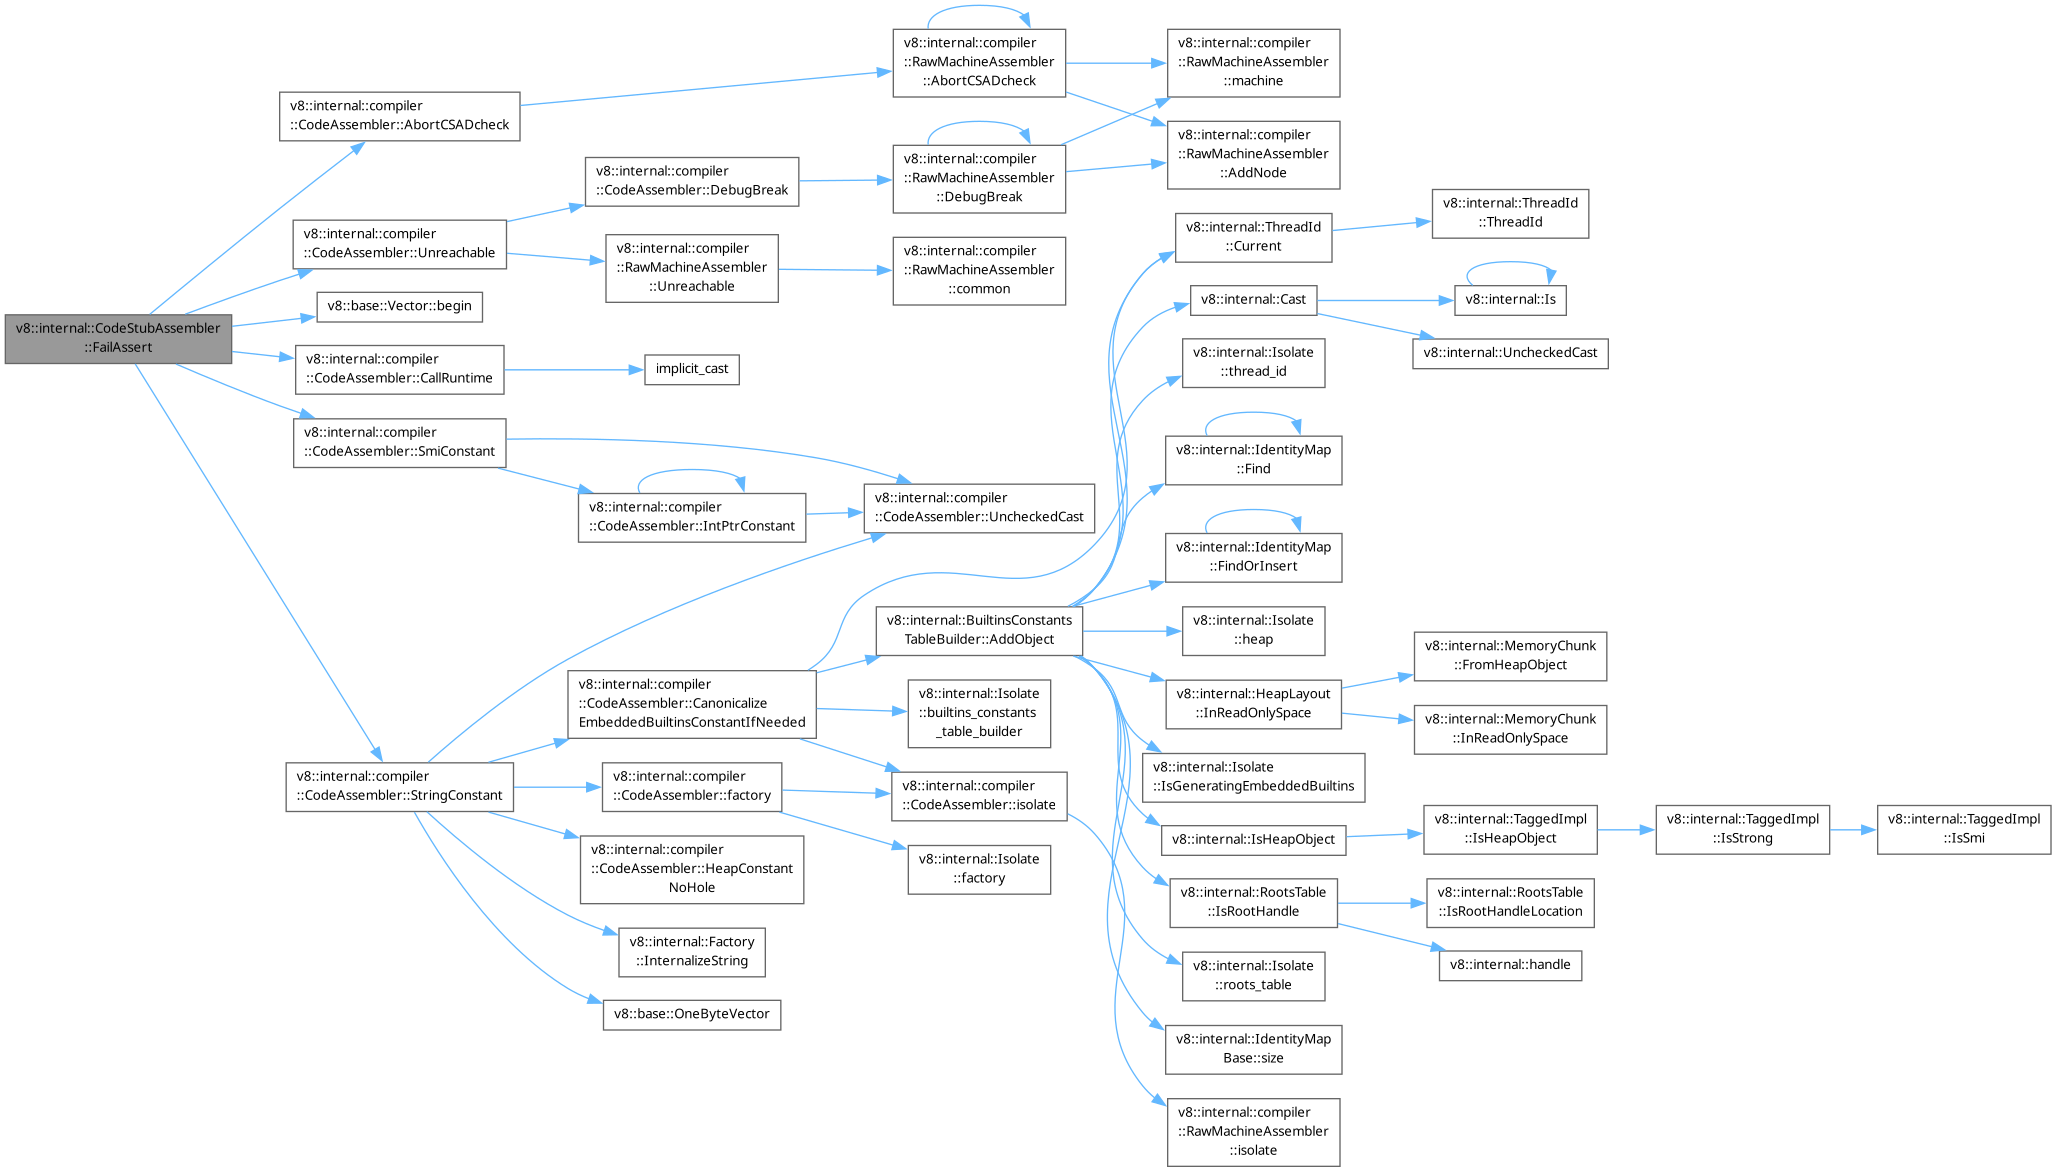 v8::internal::CodeStubAssembler
::FailAssert
v8::internal::compiler
::CodeAssembler::AbortCSADcheck
v8::internal::compiler
::CodeAssembler::Unreachable
v8::base::Vector::begin
v8::internal::compiler
::CodeAssembler::CallRuntime
v8::internal::compiler
::CodeAssembler::SmiConstant
v8::internal::compiler
::CodeAssembler::StringConstant
v8::internal::compiler
::CodeAssembler::DebugBreak
v8::internal::compiler
::RawMachineAssembler
::Unreachable
implicit_cast
v8::internal::compiler
::CodeAssembler::IntPtrConstant
v8::internal::compiler
::CodeAssembler::Canonicalize
EmbeddedBuiltinsConstantIfNeeded
v8::internal::compiler
::CodeAssembler::factory
v8::internal::compiler
::CodeAssembler::HeapConstant
NoHole
v8::internal::Factory
::InternalizeString
v8::base::OneByteVector
v8::internal::compiler
::RawMachineAssembler
::AbortCSADcheck
v8::internal::compiler
::RawMachineAssembler
::DebugBreak
v8::internal::compiler
::RawMachineAssembler
::common
v8::internal::compiler
::CodeAssembler::UncheckedCast
v8::internal::BuiltinsConstants
TableBuilder::AddObject
v8::internal::Isolate
::builtins_constants
_table_builder
v8::internal::compiler
::CodeAssembler::isolate
v8::internal::Isolate
::factory
v8::internal::compiler
::RawMachineAssembler
::machine
v8::internal::compiler
::RawMachineAssembler
::AddNode
v8::internal::ThreadId
::Current
v8::internal::Cast
v8::internal::Isolate
::thread_id
v8::internal::IdentityMap
::Find
v8::internal::IdentityMap
::FindOrInsert
v8::internal::Isolate
::heap
v8::internal::HeapLayout
::InReadOnlySpace
v8::internal::Isolate
::IsGeneratingEmbeddedBuiltins
v8::internal::IsHeapObject
v8::internal::RootsTable
::IsRootHandle
v8::internal::Isolate
::roots_table
v8::internal::IdentityMap
Base::size
v8::internal::compiler
::RawMachineAssembler
::isolate
v8::internal::ThreadId
::ThreadId
v8::internal::Is
v8::internal::UncheckedCast
v8::internal::MemoryChunk
::FromHeapObject
v8::internal::MemoryChunk
::InReadOnlySpace
v8::internal::TaggedImpl
::IsHeapObject
v8::internal::RootsTable
::IsRootHandleLocation
v8::internal::handle
v8::internal::TaggedImpl
::IsStrong
v8::internal::TaggedImpl
::IsSmi